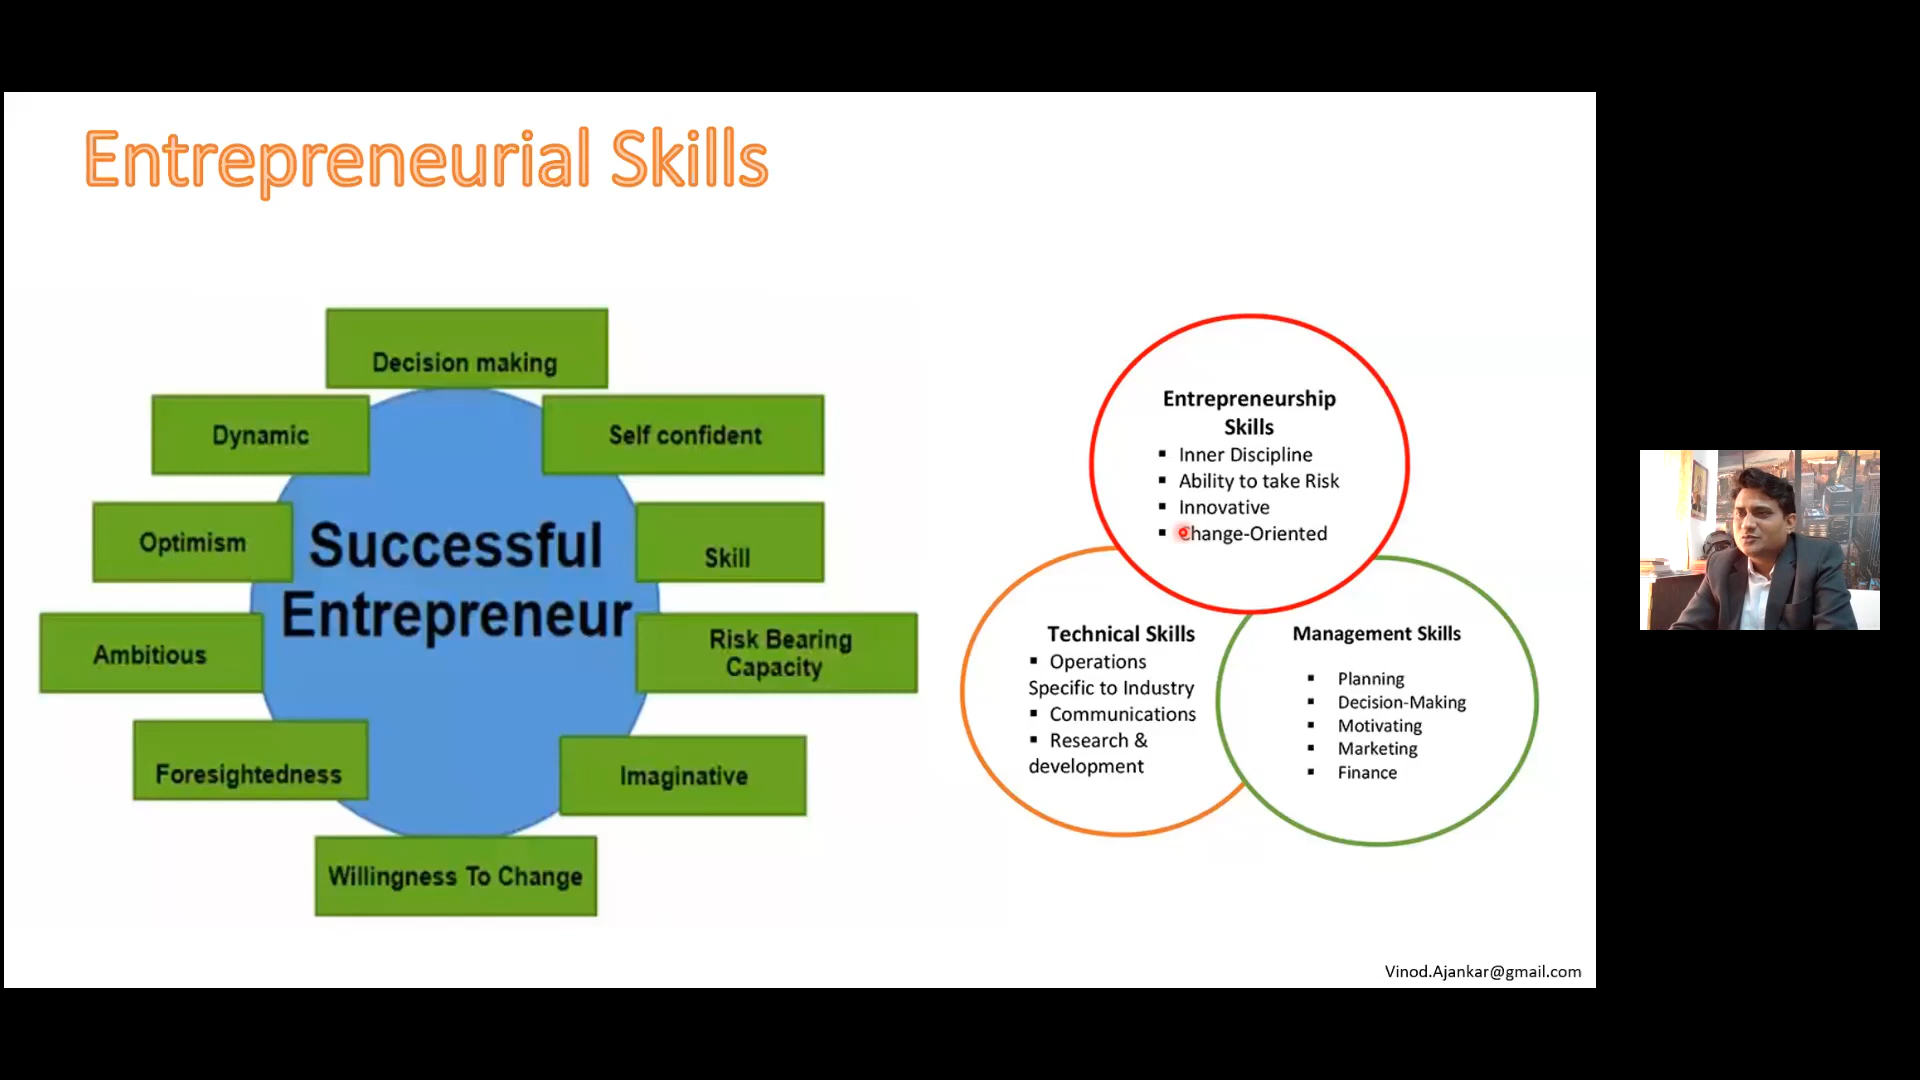 Entrepreneurial Skills
Decision making
Dynamic
Self confident
Optimism
Skill
Successful
Entrepreneur
Ambitious
Risk Bearing
Capacity
Foresightedness
Imaginative
Willingness To Change
Entrepreneurship
Skills
▪ Inner Discipline
▪ Ability to take Risk
▪ Innovative
▪ Change-Oriented
Technical Skills
▪ Operations
Specific to Industry
▪ Communications
▪ Research &
development
Management Skills
▪ Planning
▪ Decision-Making
▪ Motivating
▪ Marketing
▪ Finance
Vinod.Ajankar@gmail.com